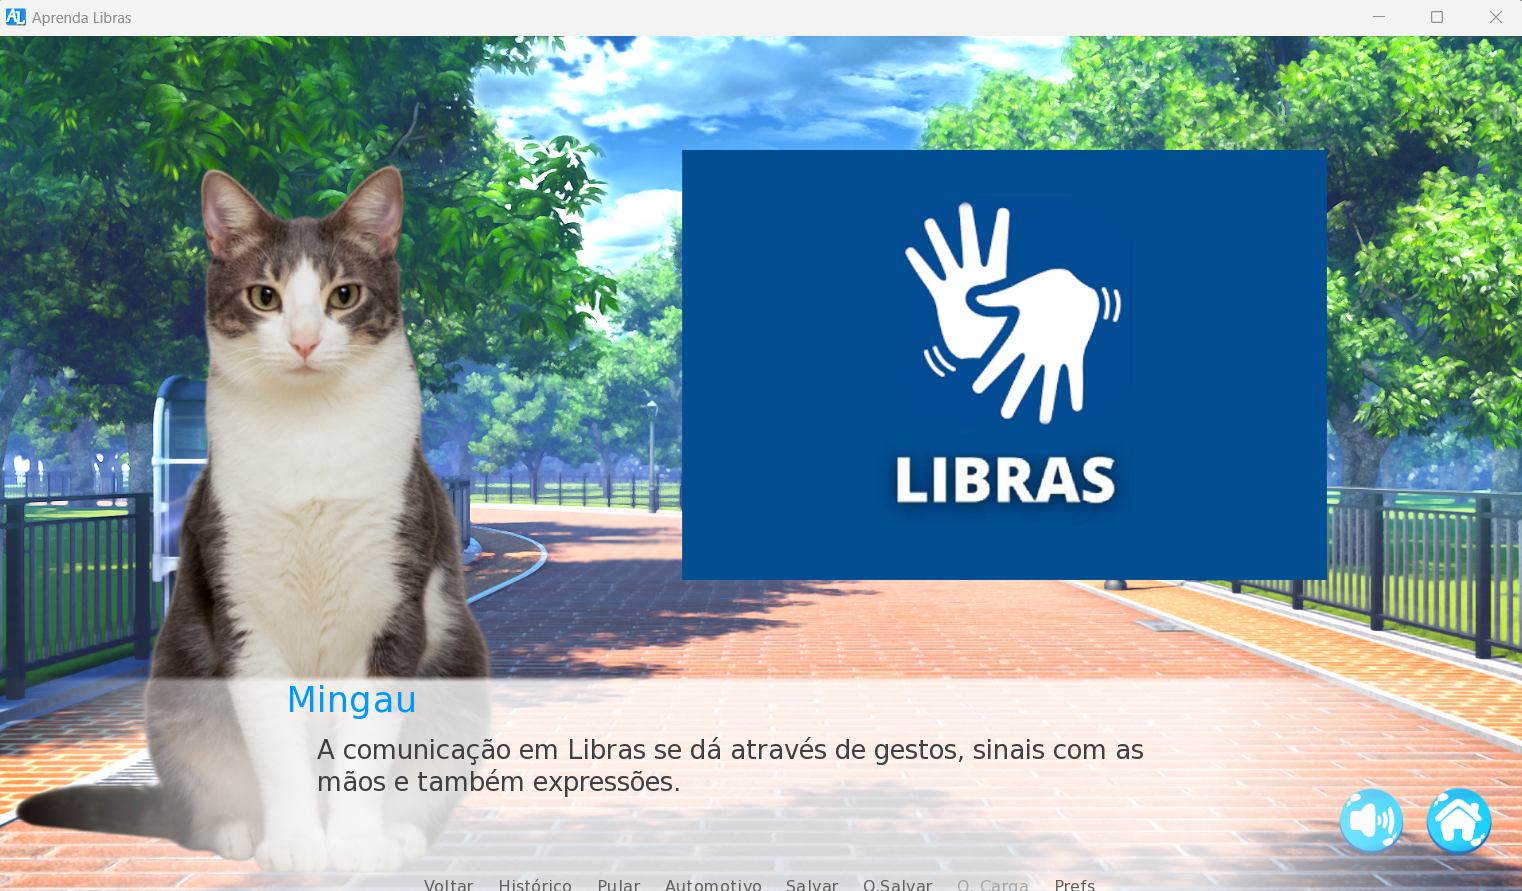 AL Aprenda Libras
LIBRAS
Mingau
A comunicação em Libras se dá através de gestos, sinais com as
mãos e também expressões.
Voltar Histórico Pular Automotivo Salvar Q.Salvar Q. Carga Prefs